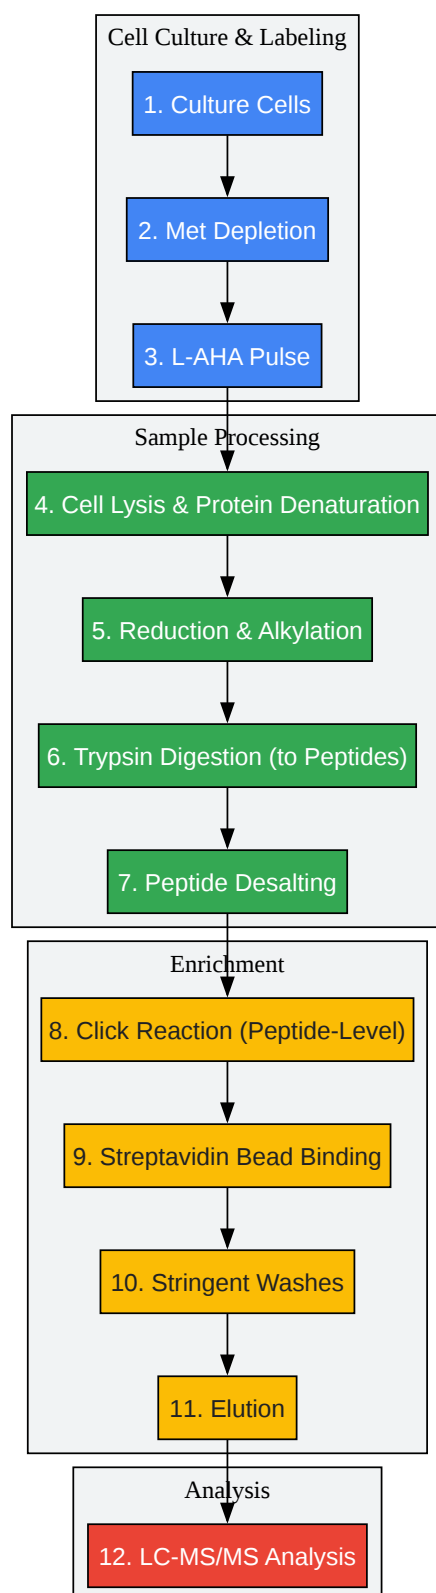 Cell Culture & Labeling
1. Culture Cells
2. Met Depletion
3. L-AHA Pulse
Sample Processing
4. Cell Lysis & Protein Denaturation
5. Reduction & Alkylation
6. Trypsin Digestion (to Peptides)
7. Peptide Desalting
Enrichment
8. Click Reaction (Peptide-Level)
9. Streptavidin Bead Binding
10. Stringent Washes
11. Elution
Analysis
12. LC-MS/MS Analysis